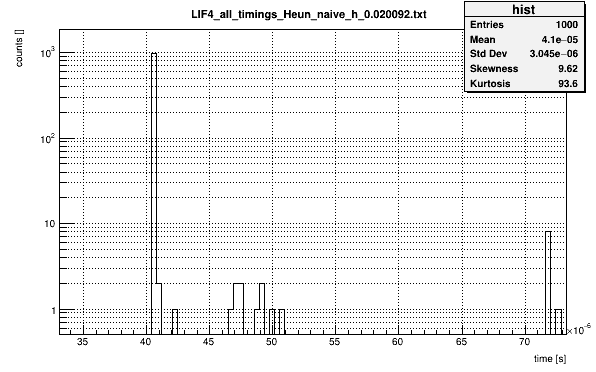 LIF4_all_timings_Heun_naive_h_0.020092.txt
hist
Entries 1000
Mean 4.1e−05
Std Dev 3.045e−06
Skewness 9.62
Kurtosis 93.6
counts []
10³
10²
10
1
35 40 45 50 55 60 65 70
×10⁻⁶
time [s]